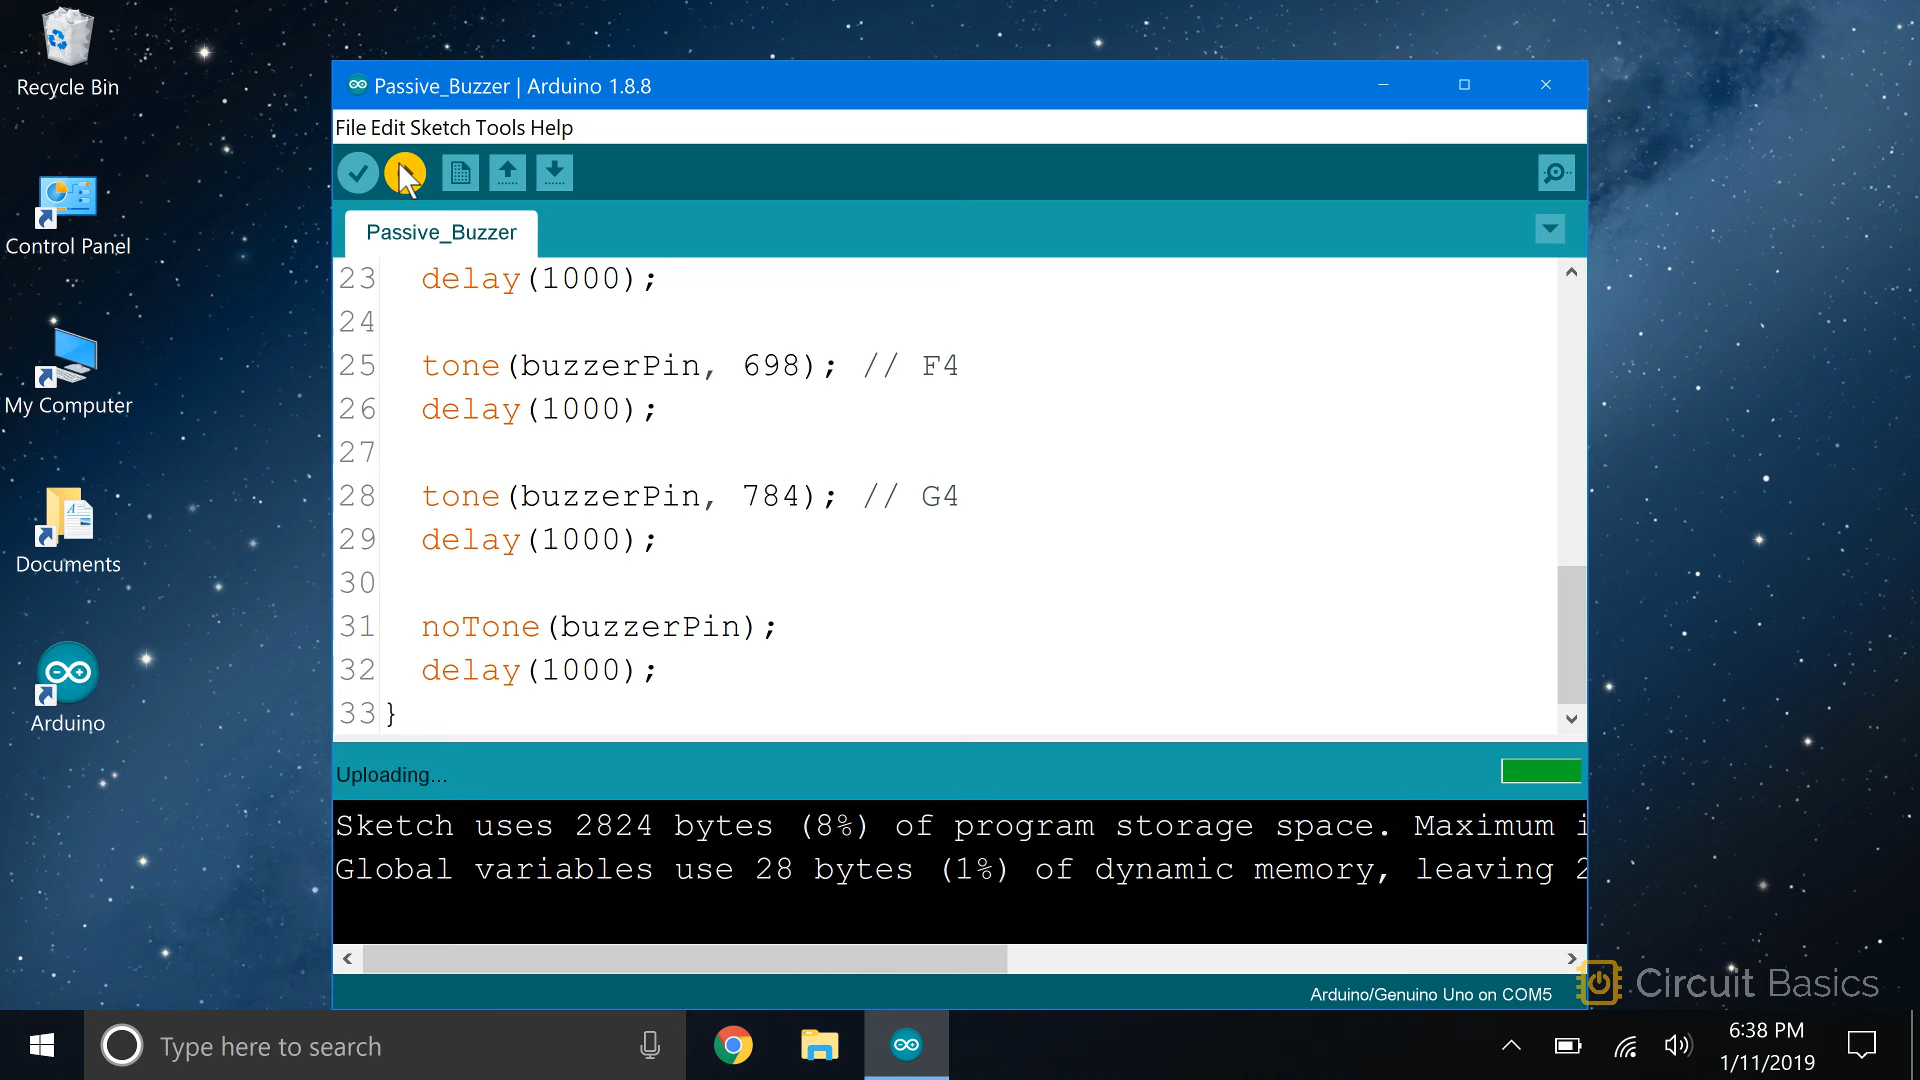 Recycle Bin
Control Panel
My Computer
Documents
Arduino
Passive_Buzzer | Arduino 1.8.8
File Edit Sketch Tools Help
Passive_Buzzer
23 delay(1000);
24
25 tone(buzzerPin, 698); // F4
26 delay(1000);
27
28 tone(buzzerPin, 784); // G4
29 delay(1000);
30
31 noTone(buzzerPin);
32 delay(1000);
33 }
Uploading...
Sketch uses 2824 bytes (8%) of program storage space. Maximum i
Global variables use 28 bytes (1%) of dynamic memory, leaving 2
Arduino/Genuino Uno on COM5
Circuit Basics
Type here to search
6:38 PM
1/11/2019